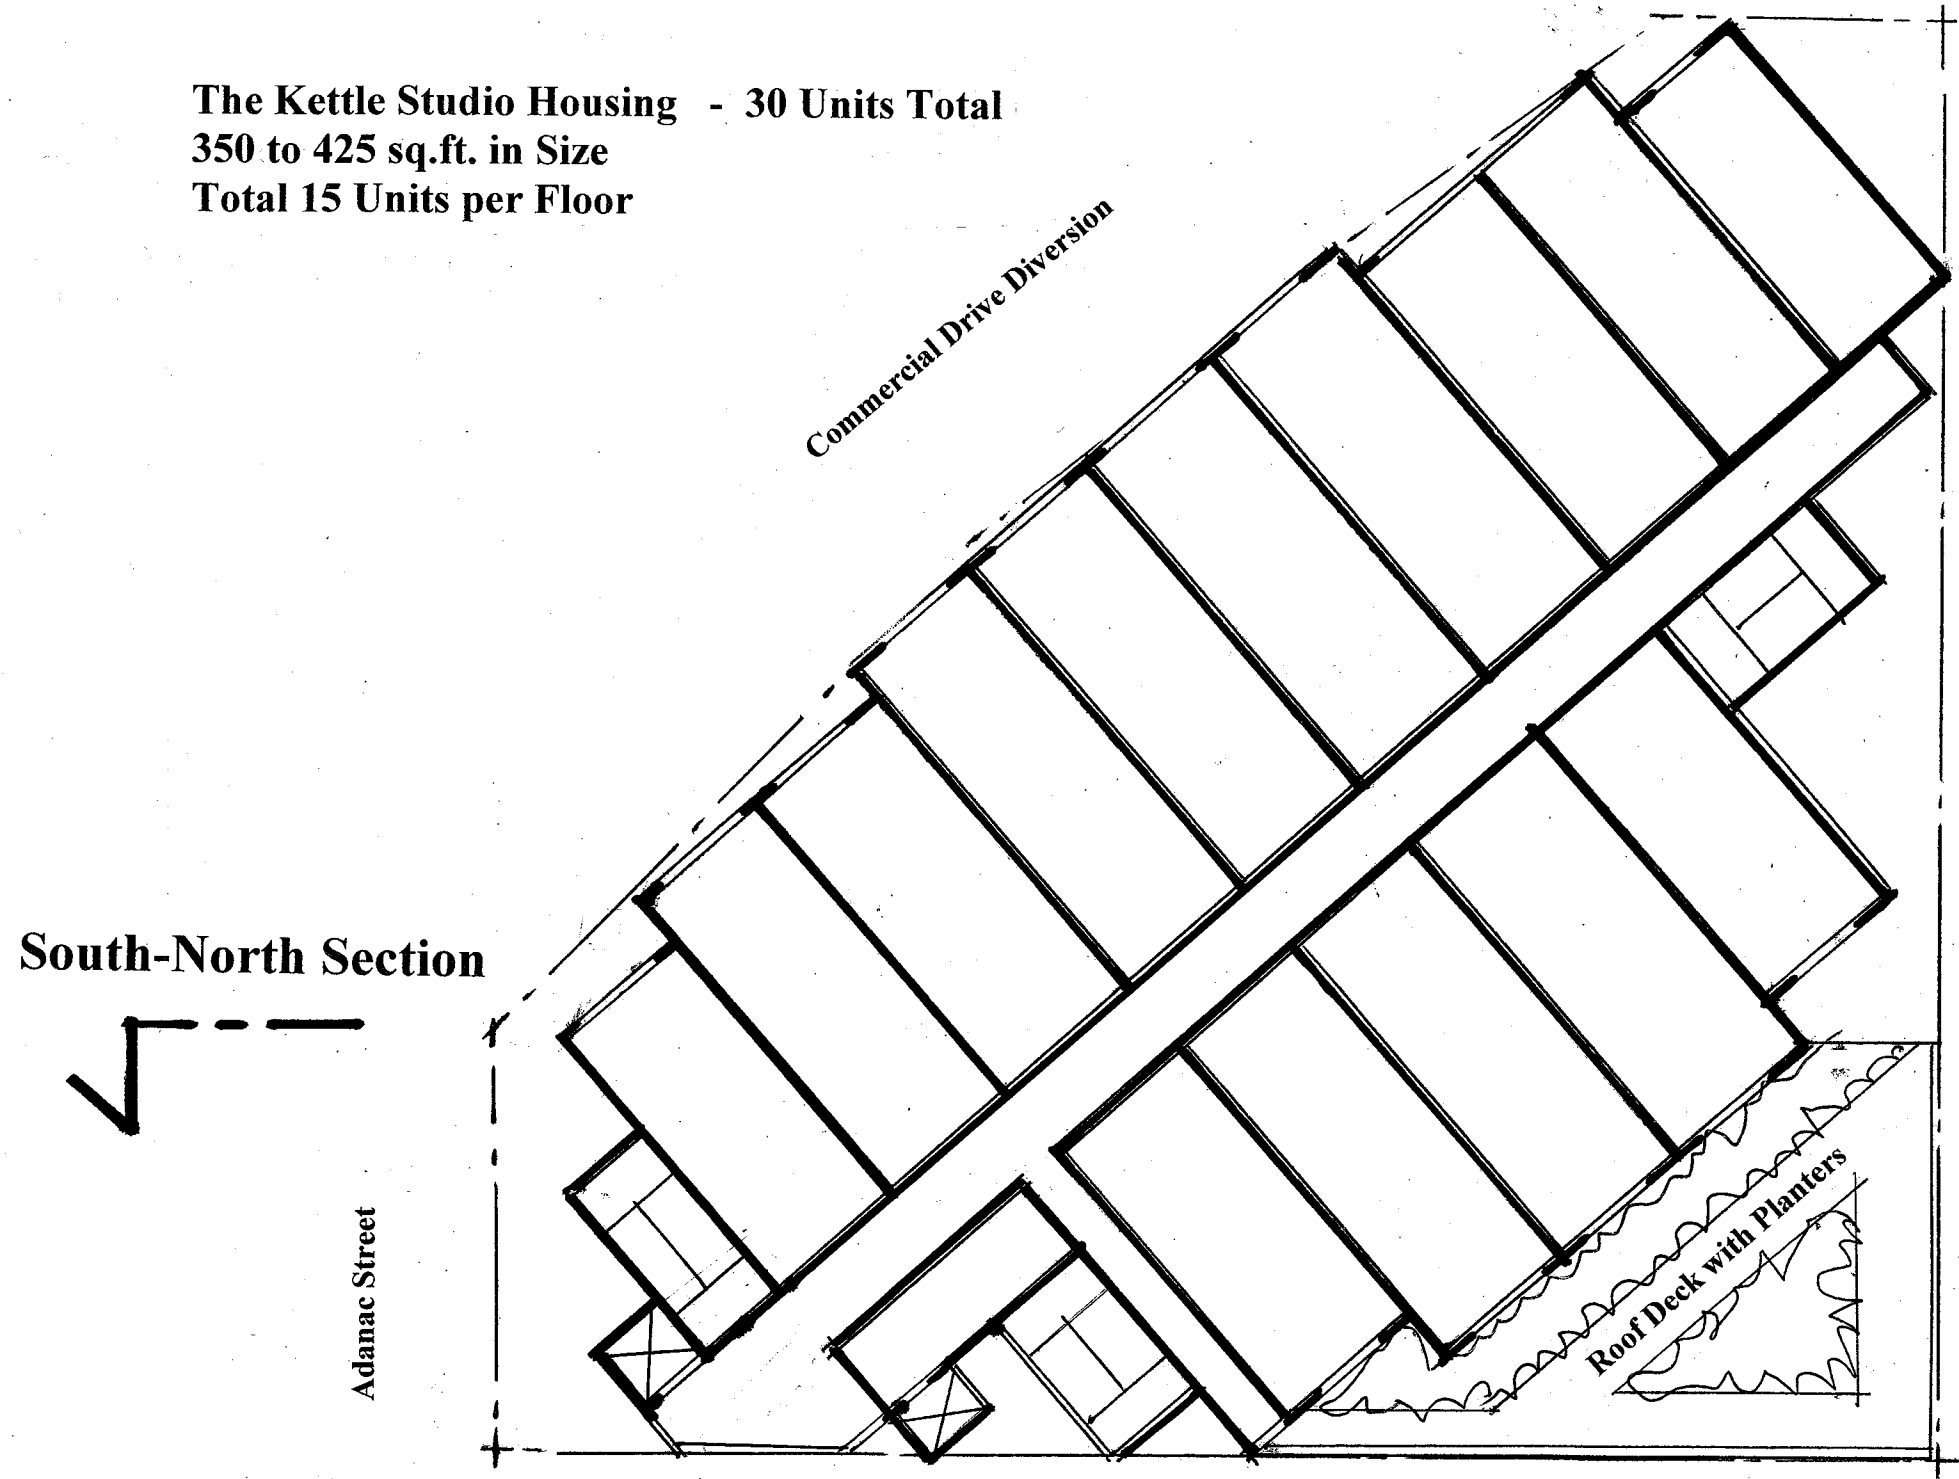 The Kettle Studio Housing - 30 Units Total
350 to 425 sq.ft. in Size
Total 15 Units per Floor
Commercial Drive Diversion
South-North Section
Adanac Street
Roof Deck with Planters